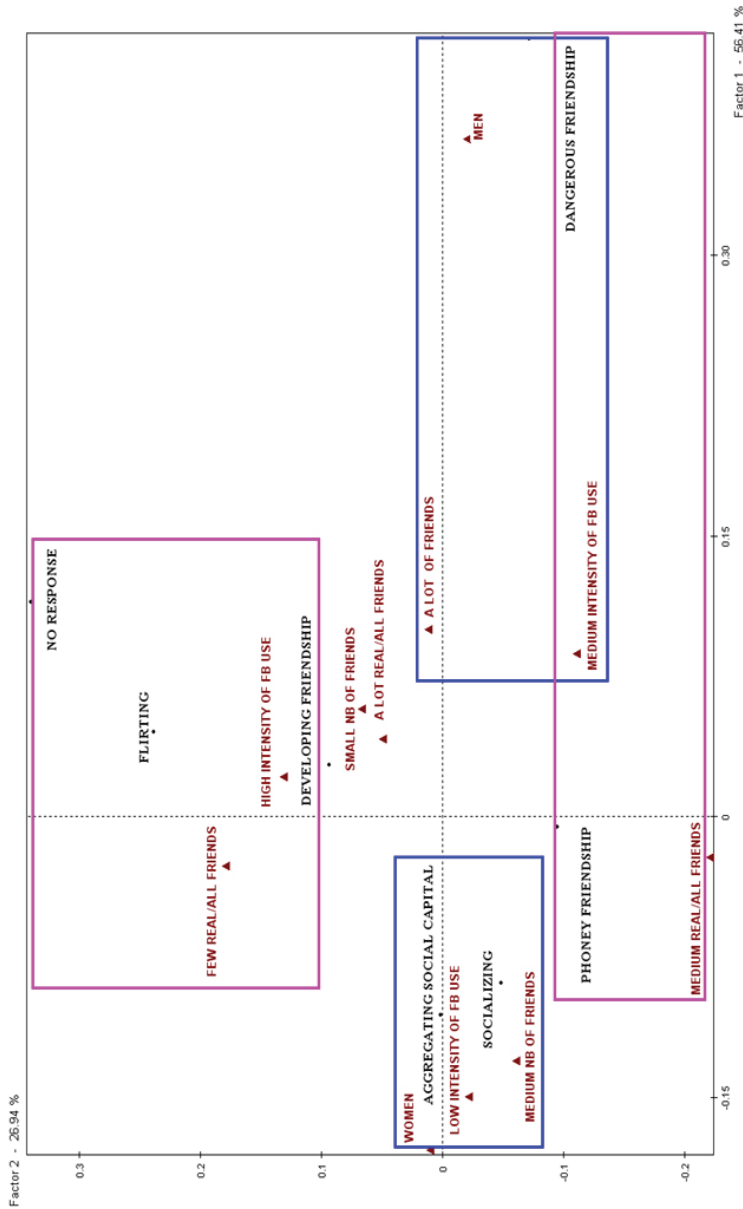 Factor 2 - 26.94 %
NO RESPONSE
0.3
FLIRTING
0.2
FEW REAL/ALL FRIENDS
HIGH INTENSITY OF FB USE
DEVELOPING FRIENDSHIP
0.1
SMALL NB OF FRIENDS
A LOT REAL/ALL FRIENDS
WOMEN
AGGREGATING SOCIAL CAPITAL
A LOT OF FRIENDS
0
LOW INTENSITY OF FB USE
MEN
SOCIALIZING
MEDIUM NB OF FRIENDS
-0.1
PHONEY FRIENDSHIP
DANGEROUS FRIENDSHIP
MEDIUM INTENSITY OF FB USE
-0.2
MEDIUM REAL/ALL FRIENDS
-0.15
0
0.15
0.30
Factor 1 - 56.41 %